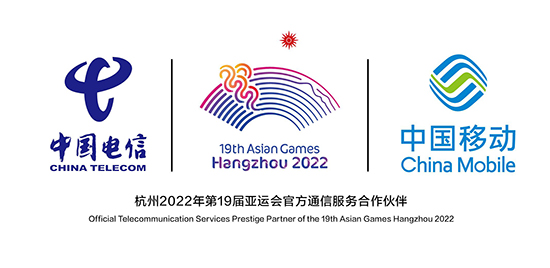 中国电信
CHINA TELECOM
19th Asian Games
Hangzhou 2022
中国移动
China Mobile
杭州2022年第19届亚运会官方通信服务合作伙伴
Official Telecommunication Services Prestige Partner of the 19th Asian Games Hangzhou 2022